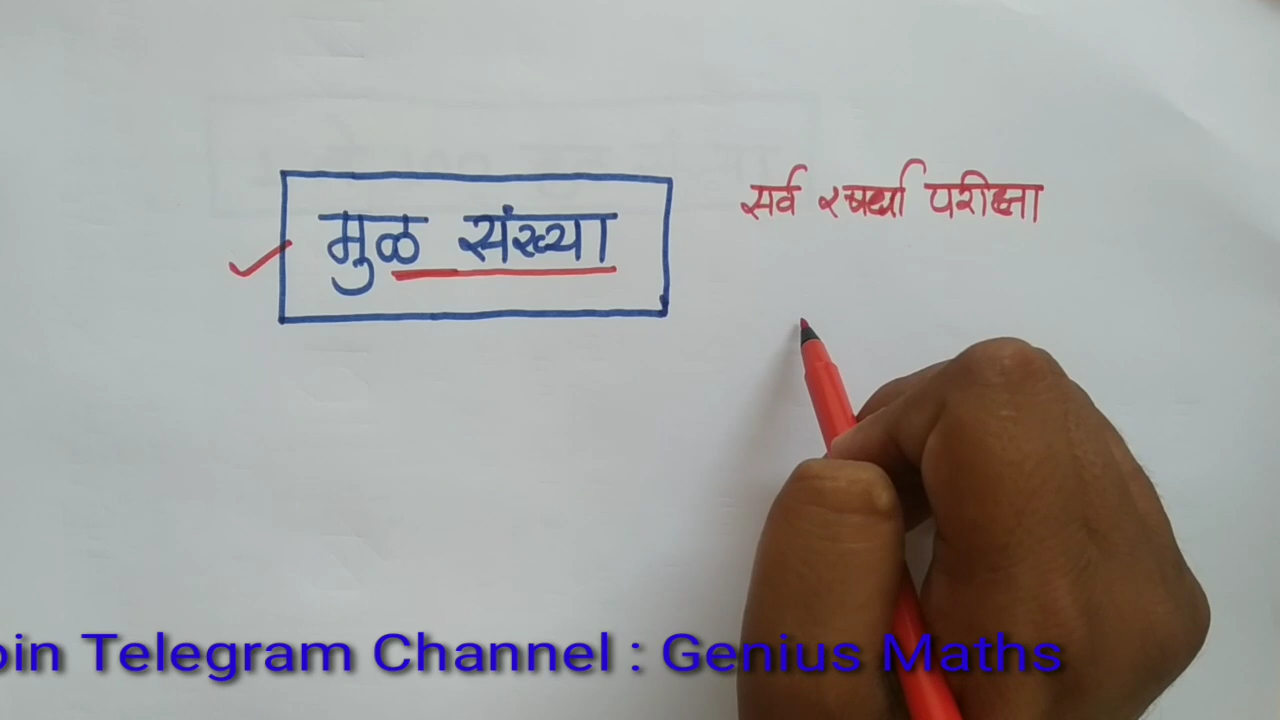 मुळ संख्या
सर्व स्पर्धा परीक्षा
oin Telegram Channel : Genius Maths